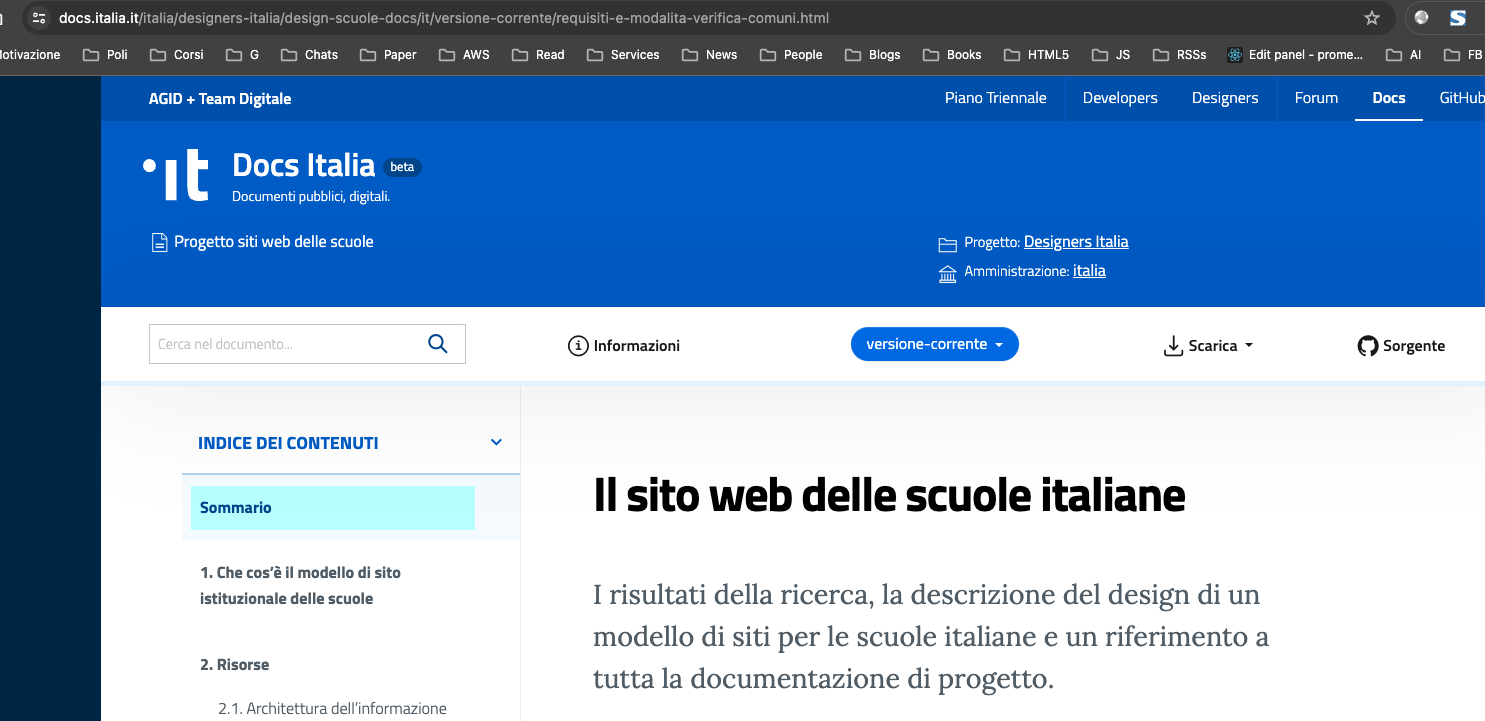 docs.italia.it/italia/designers-italia/design-scuole-docs/it/versione-corrente/requisiti-e-modalita-verifica-comuni.html
otivazione Poli Corsi G Chats Paper AWS Read Services News People Blogs Books HTML5 JS RSSs Edit panel - prome... AI FB
AGID + Team Digitale Piano Triennale Developers Designers Forum Docs GitHub
it Docs Italia beta
Documenti pubblici, digitali.
Progetto siti web delle scuole
Progetto: Designers Italia
Amministrazione: italia
Cerca nel documento... Informazioni versione-corrente Scarica Sorgente
INDICE DEI CONTENUTI
Sommario
1. Che cos'è il modello di sito
istituzionale delle scuole
2. Risorse
2.1. Architettura dell'informazione
Il sito web delle scuole italiane
I risultati della ricerca, la descrizione del design di un
modello di siti per le scuole italiane e un riferimento a
tutta la documentazione di progetto.